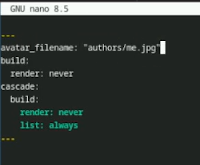 GNU nano 8.5
---
avatar_filename: "authors/me.jpg"
build:
  render: never
cascade:
  build:
    render: never
    list: always
---